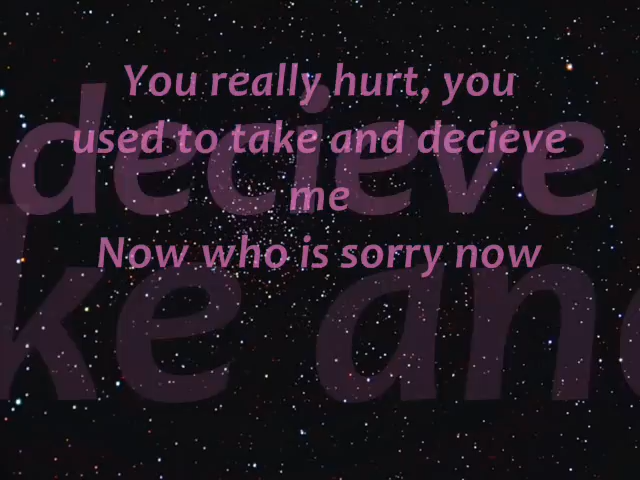 You really hurt, you
used to take and decieve
me
Now who is sorry now
decieve
ke and